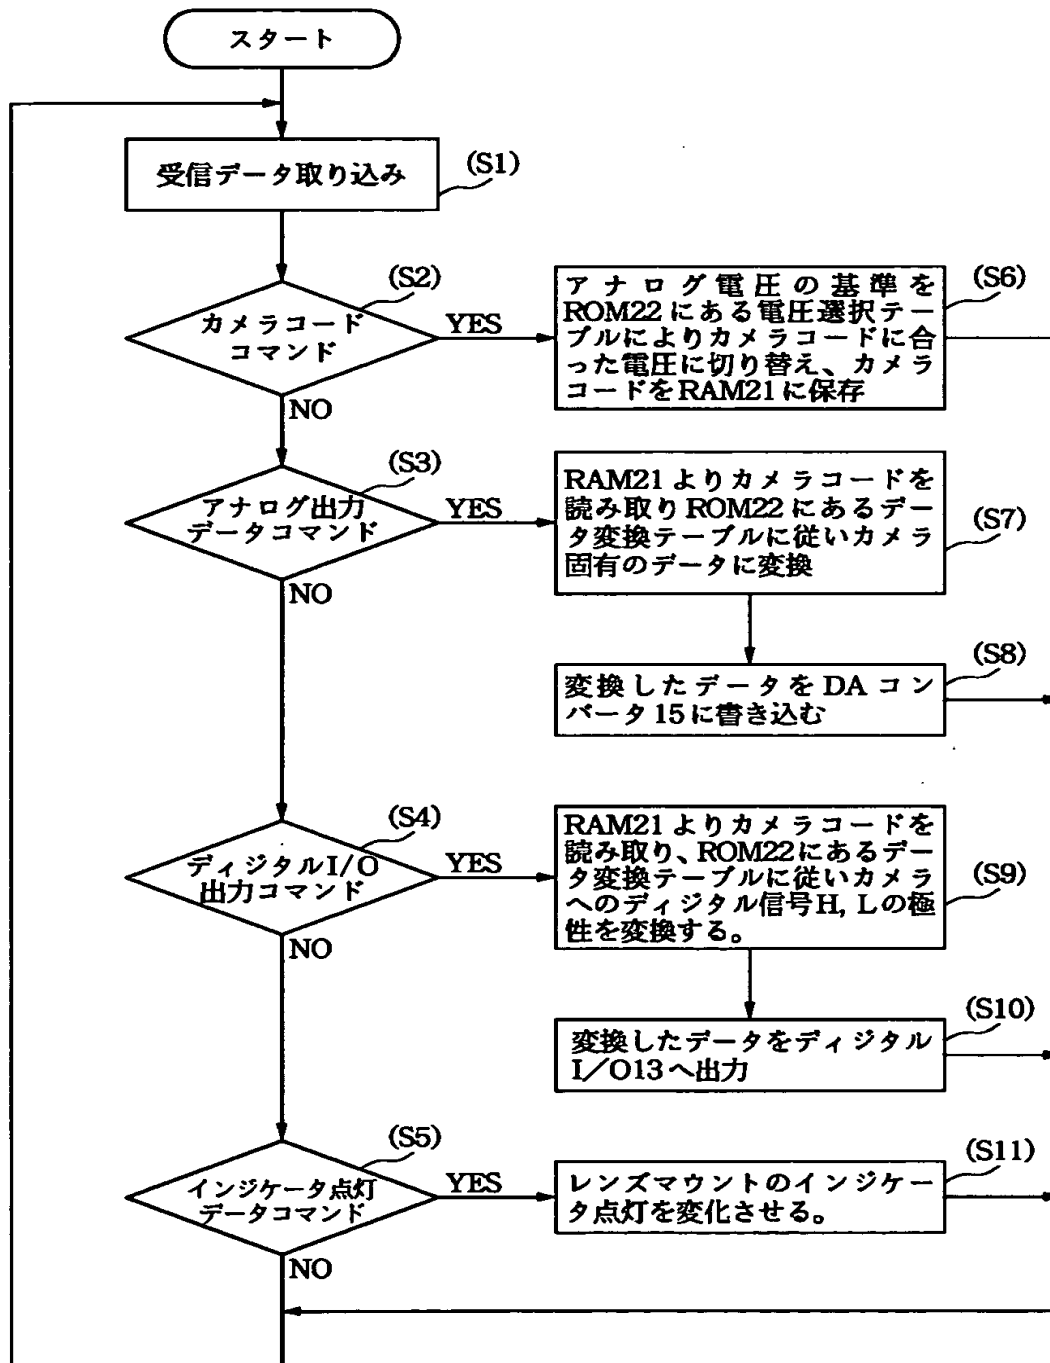 スタート
受信データ取り込み
(S1)
(S2)
カメラコード
コマンド
YES
NO
アナログ電圧の基準を
ROM22にある電圧選択テー
ブルによりカメラコードに合
った電圧に切り替え、カメラ
コードをRAM21に保存
(S6)
(S3)
アナログ出力
データコマンド
YES
NO
RAM21よりカメラコードを
読み取りROM22にあるデー
タ変換テーブルに従いカメラ
固有のデータに変換
(S7)
変換したデータをDAコン
バータ15に書き込む
(S8)
(S4)
ディジタルI/O
出力コマンド
YES
NO
RAM21よりカメラコードを
読み取り、ROM22にあるデー
タ変換テーブルに従いカメラ
へのディジタル信号H, Lの極
性を変換する。
(S9)
変換したデータをディジタル
I/O13へ出力
(S10)
(S5)
インジケータ点灯
データコマンド
YES
NO
レンズマウントのインジケー
タ点灯を変化させる。
(S11)